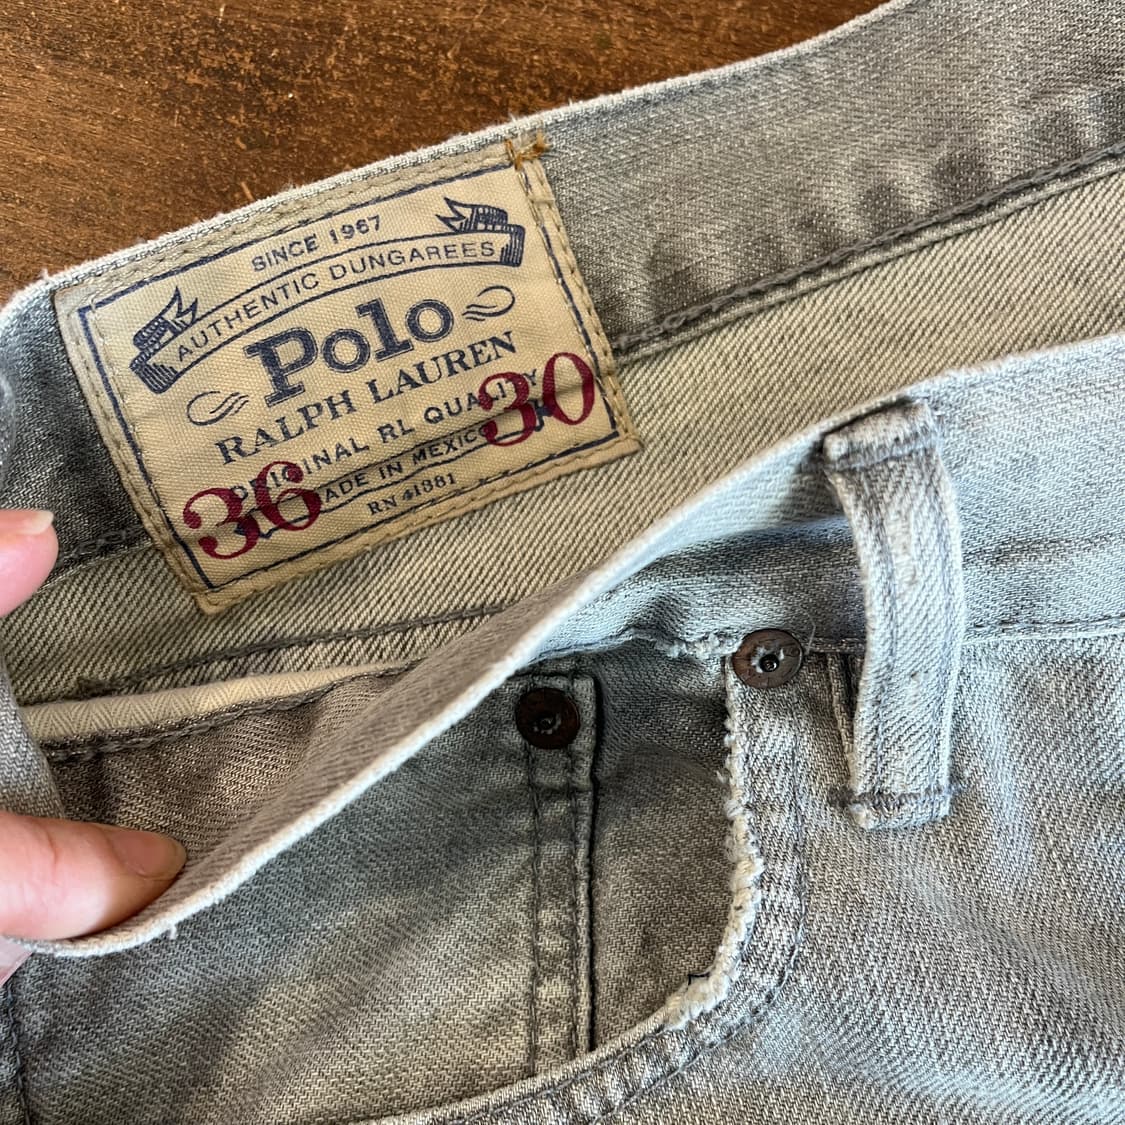 SINCE 1967
AUTHENTIC DUNGAREES
Polo
RALPH LAUREN
ORIGINAL RL QUALITY
MADE IN MEXICO
RN 41381
36 30